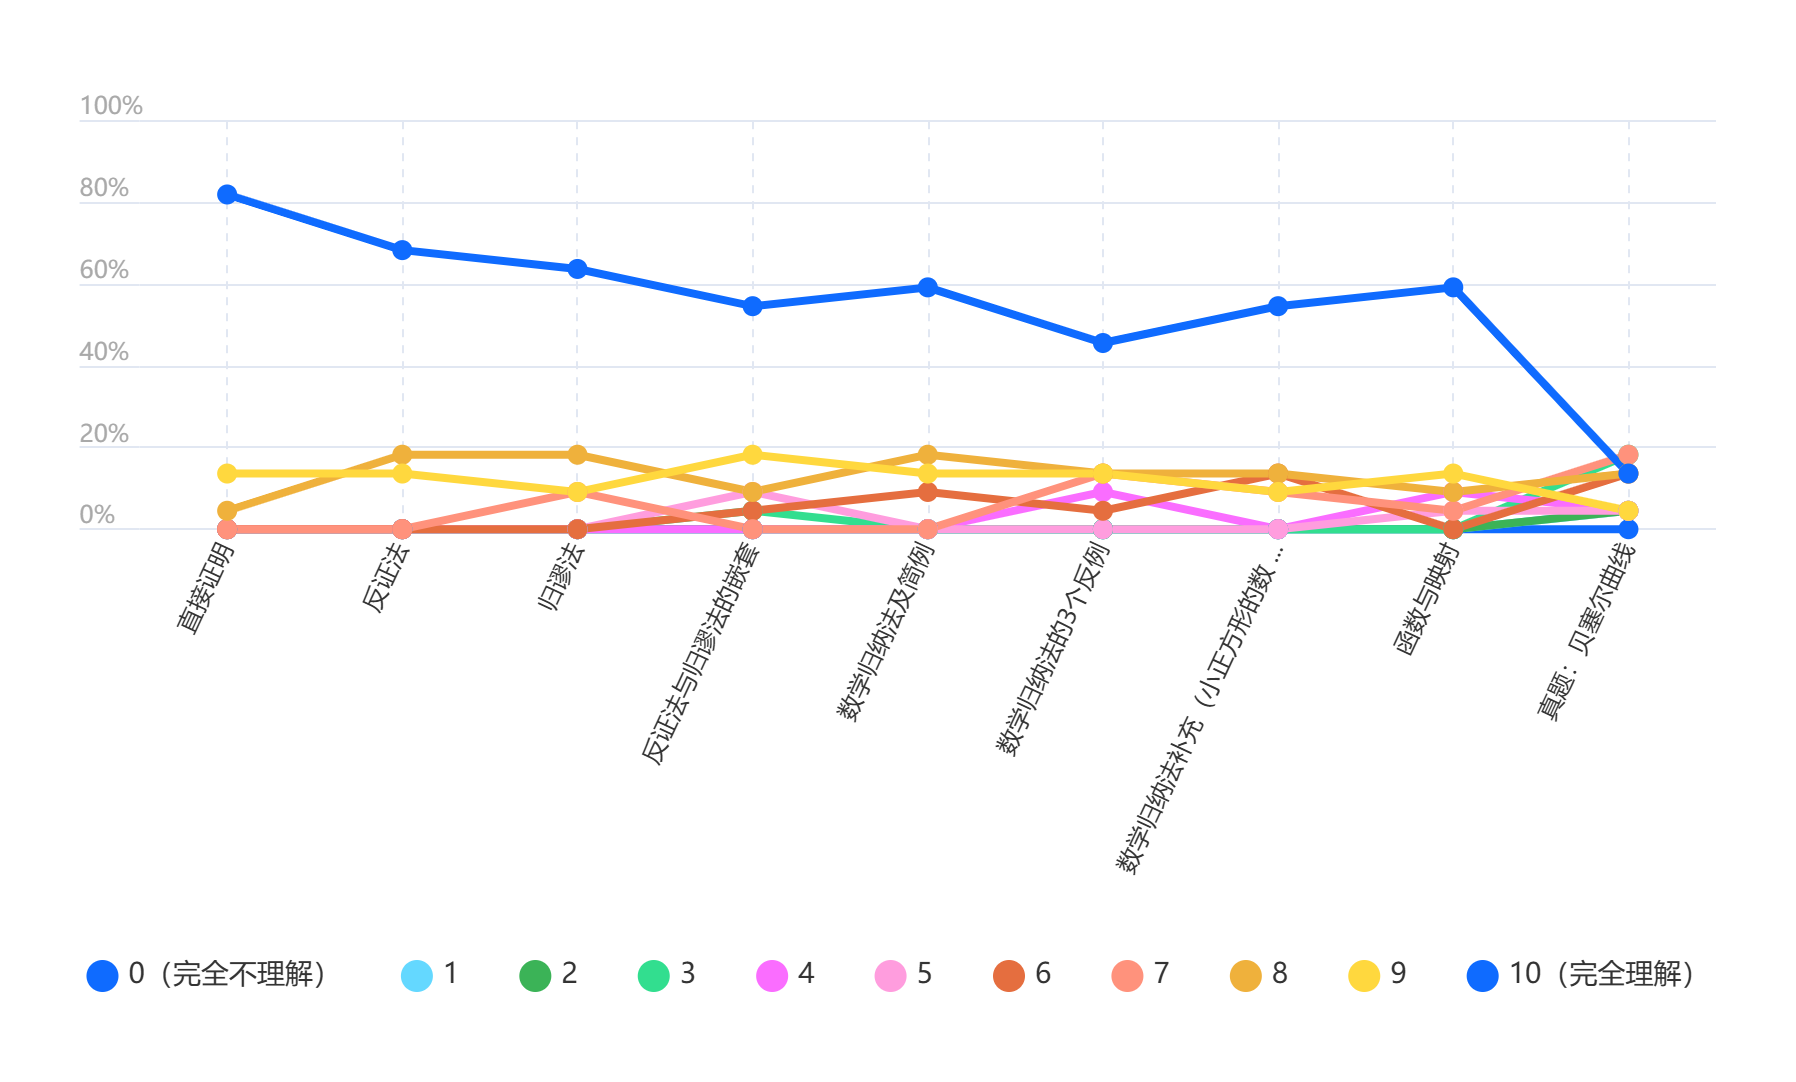 100%
80%
60%
40%
20%
0%
直接证明
反证法
归谬法
反证法与归谬法的嵌套
数学归纳法及简例
数学归纳法的3个反例
数学归纳法补充（小正方形的数...
函数与映射
真题：贝塞尔曲线
0（完全不理解） 1 2 3 4 5 6 7 8 9 10（完全理解）